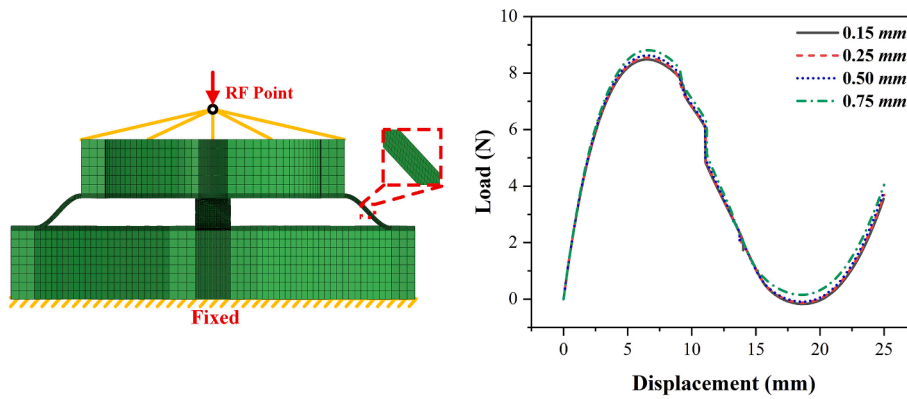 RF Point
Fixed
10
8
6
4
2
0
Load (N)
0 5 10 15 20 25
Displacement (mm)
0.15 mm
0.25 mm
0.50 mm
0.75 mm